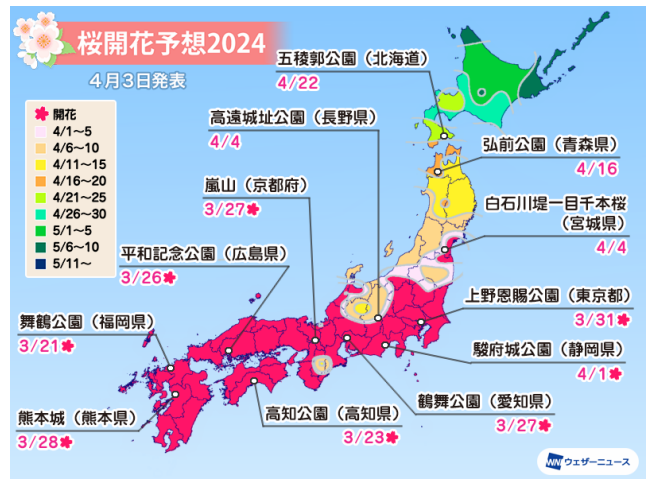 桜開花予想2024
4月3日発表
開花
4/1〜5
4/6〜10
4/11〜15
4/16〜20
4/21〜25
4/26〜30
5/1〜5
5/6〜10
5/11〜
五稜郭公園（北海道）
4/22
高遠城址公園（長野県）
4/4
弘前公園（青森県）
4/16
嵐山（京都府）
3/27
白石川堤一目千本桜
（宮城県）
4/4
平和記念公園（広島県）
3/26
上野恩賜公園（東京都）
3/31
舞鶴公園（福岡県）
3/21
駿府城公園（静岡県）
4/1
熊本城（熊本県）
3/28
高知公園（高知県）
3/23
鶴舞公園（愛知県）
3/27
WNI ウェザーニュース